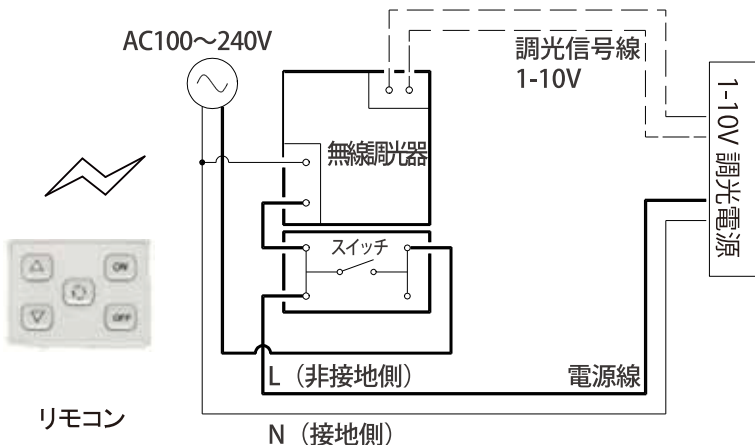 AC100～240V
調光信号線
1-10V
無線調光器
1-10V 調光電源
スイッチ
ON
OFF
L（非接地側）
電源線
リモコン
N（接地側）